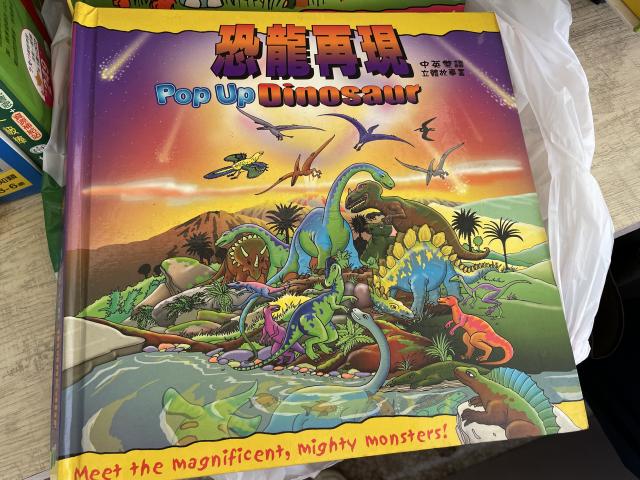 恐龍再現
中英雙語
立體故事書
Pop Up Dinosaur
Meet the magnificent, mighty monsters!